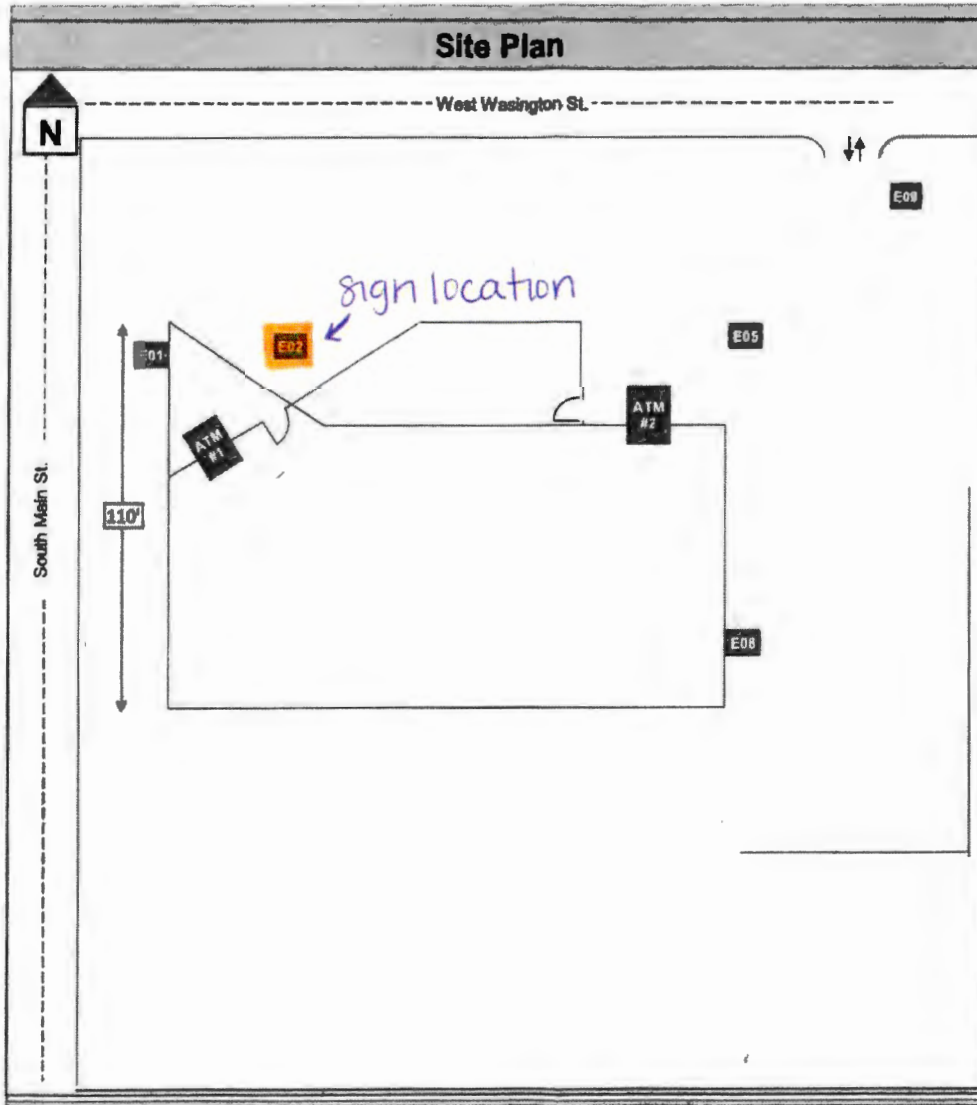 Site Plan
West Wasington St.
N
E09
sign location
E01
E02
E05
ATM
#1
ATM
#2
110'
South Main St.
E08